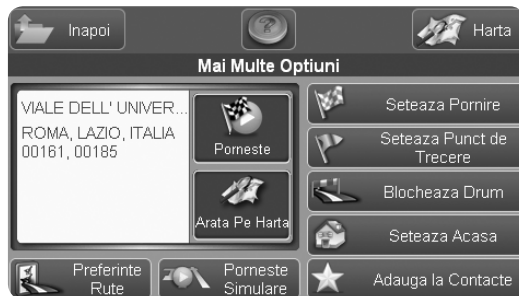 Inapoi
Harta
Mai Multe Optiuni
VIALE DELL' UNIVER...
ROMA, LAZIO, ITALIA
00161, 00185
Porneste
Arata Pe Harta
Seteaza Pornire
Seteaza Punct de
Trecere
Blocheaza Drum
Seteaza Acasa
Adauga la Contacte
Preferinte
Rute
Porneste
Simulare